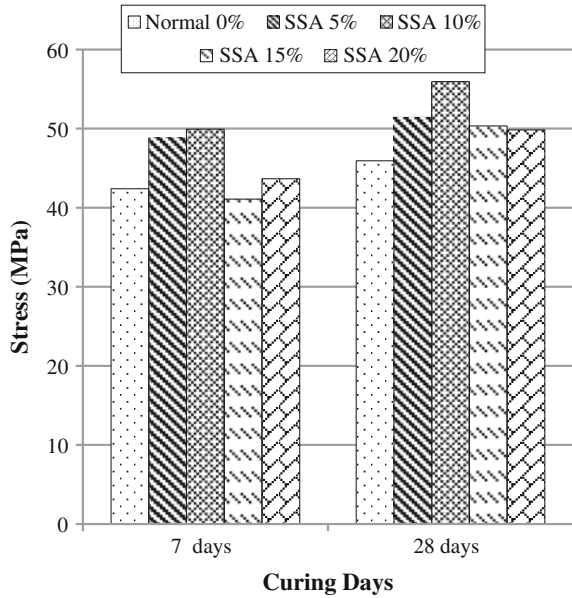 Normal 0% SSA 5% SSA 10%
SSA 15% SSA 20%
60
50
40
30
20
10
0
Stress (MPa)
7 days 28 days
Curing Days